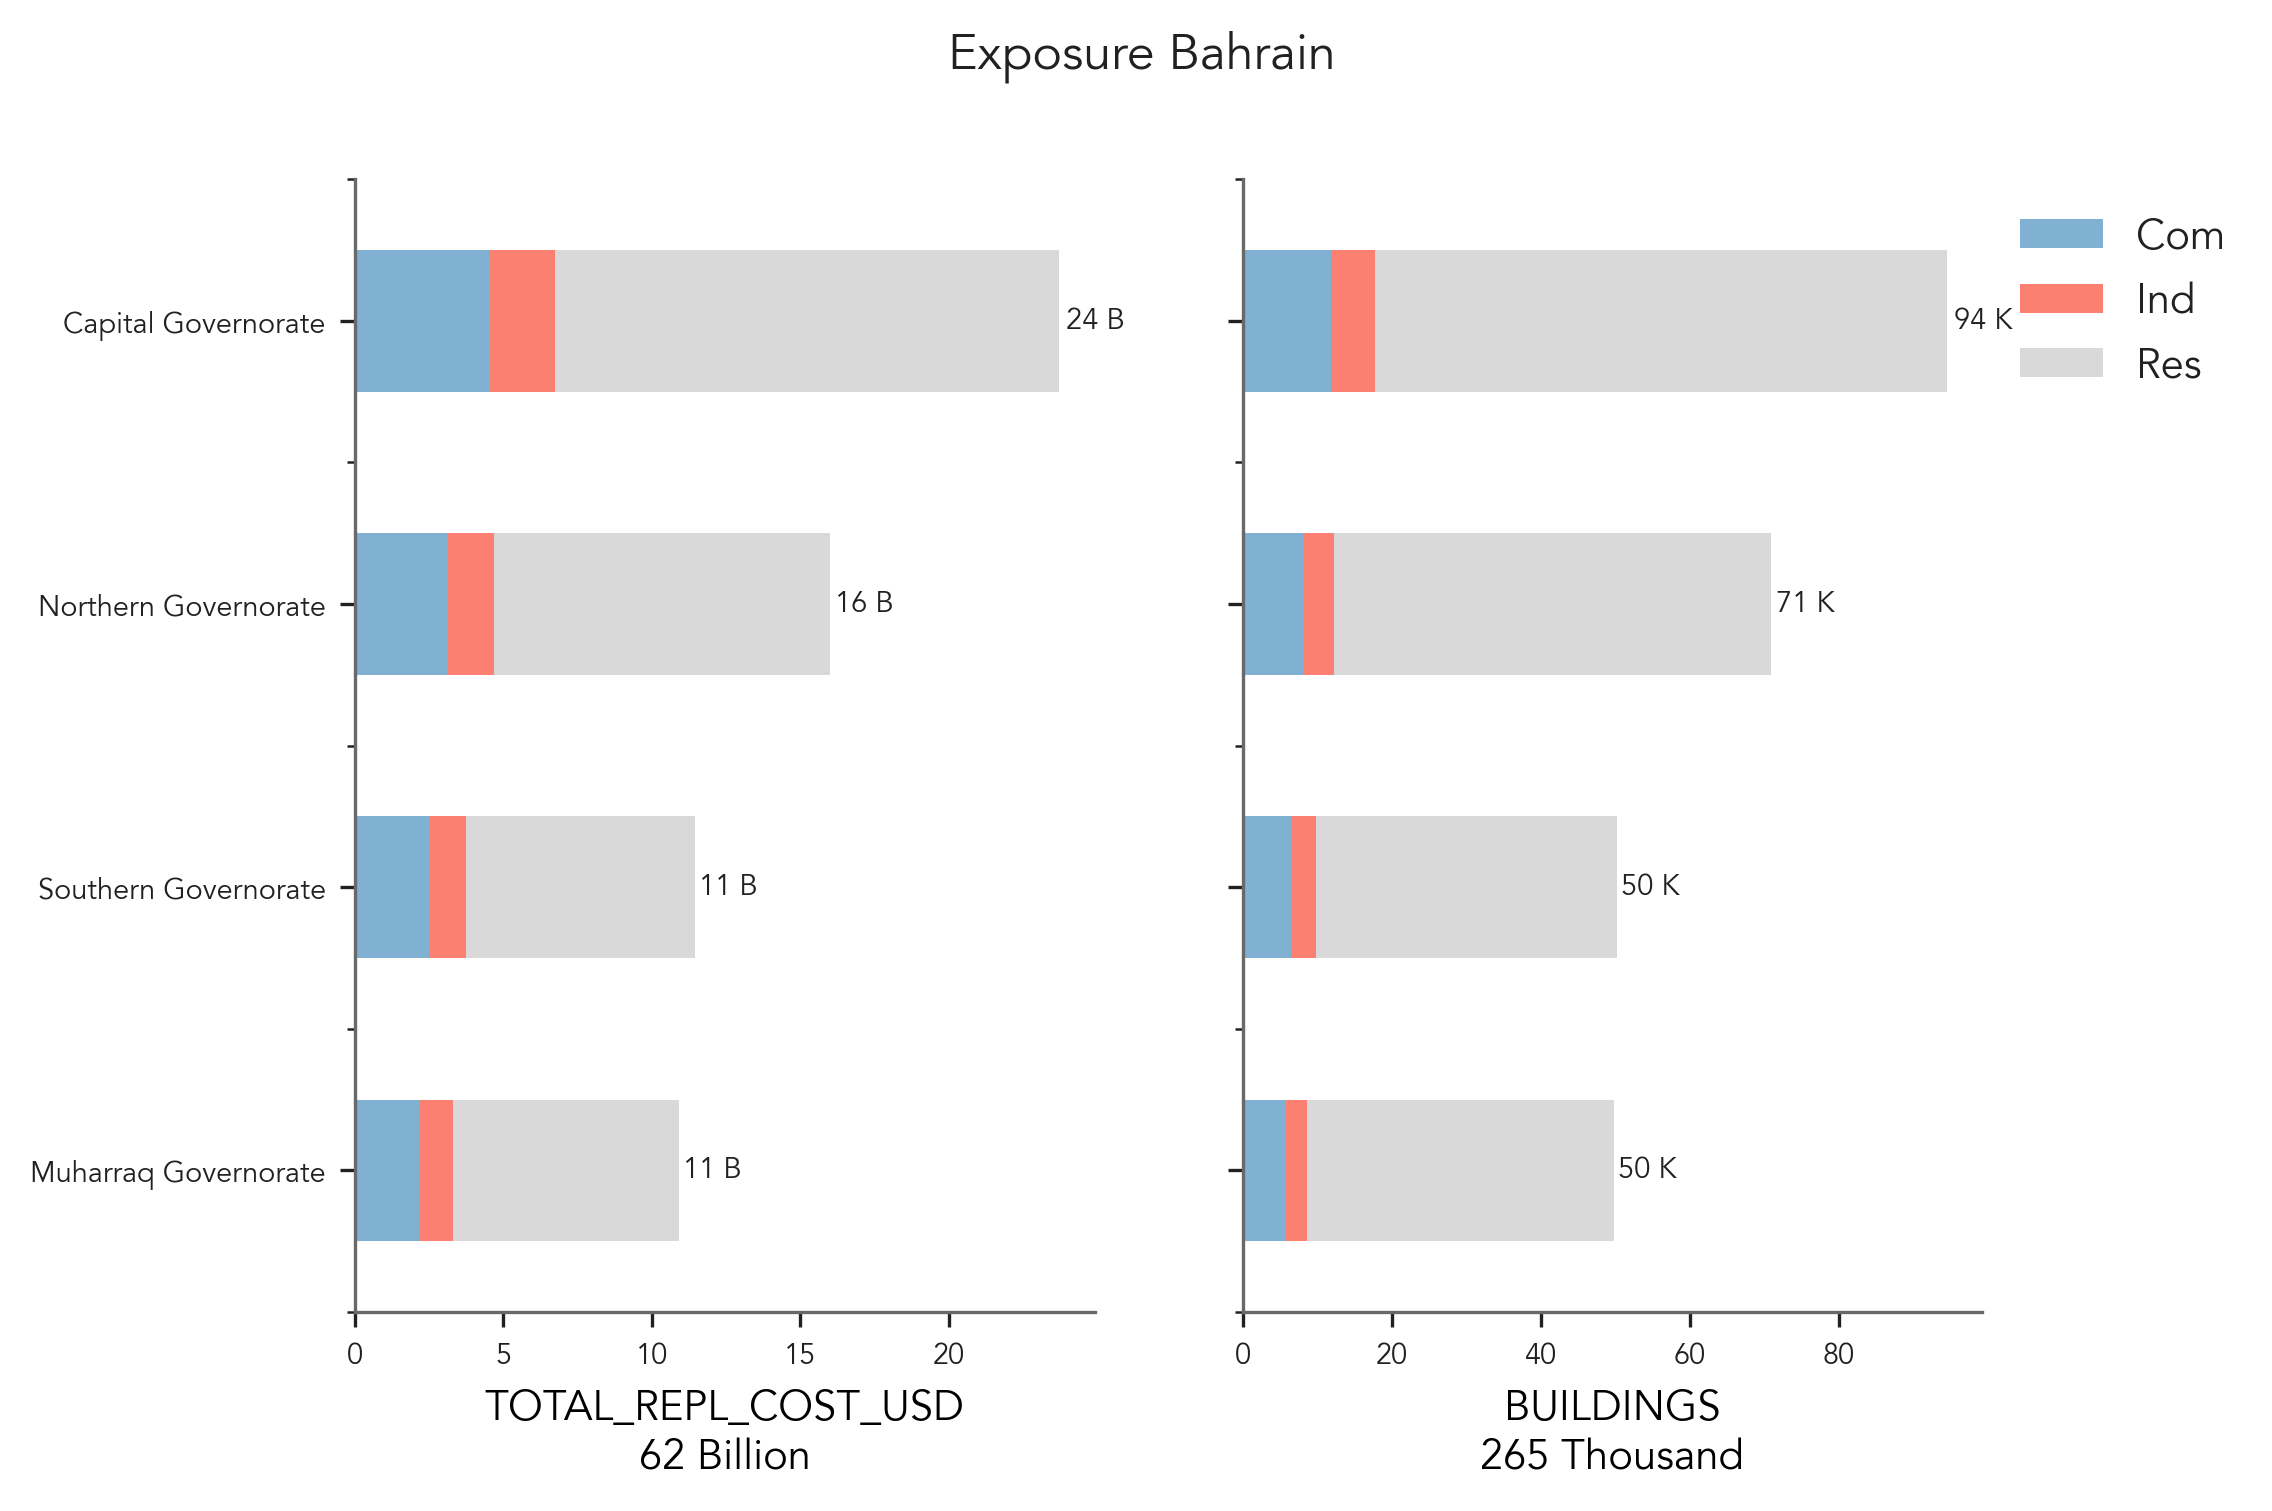 Exposure Bahrain
Capital Governorate
24 B
94 K
Com
Ind
Res
Northern Governorate
16 B
71 K
Southern Governorate
11 B
50 K
Muharraq Governorate
11 B
50 K
0 5 10 15 20
0 20 40 60 80
TOTAL_REPL_COST_USD
62 Billion
BUILDINGS
265 Thousand